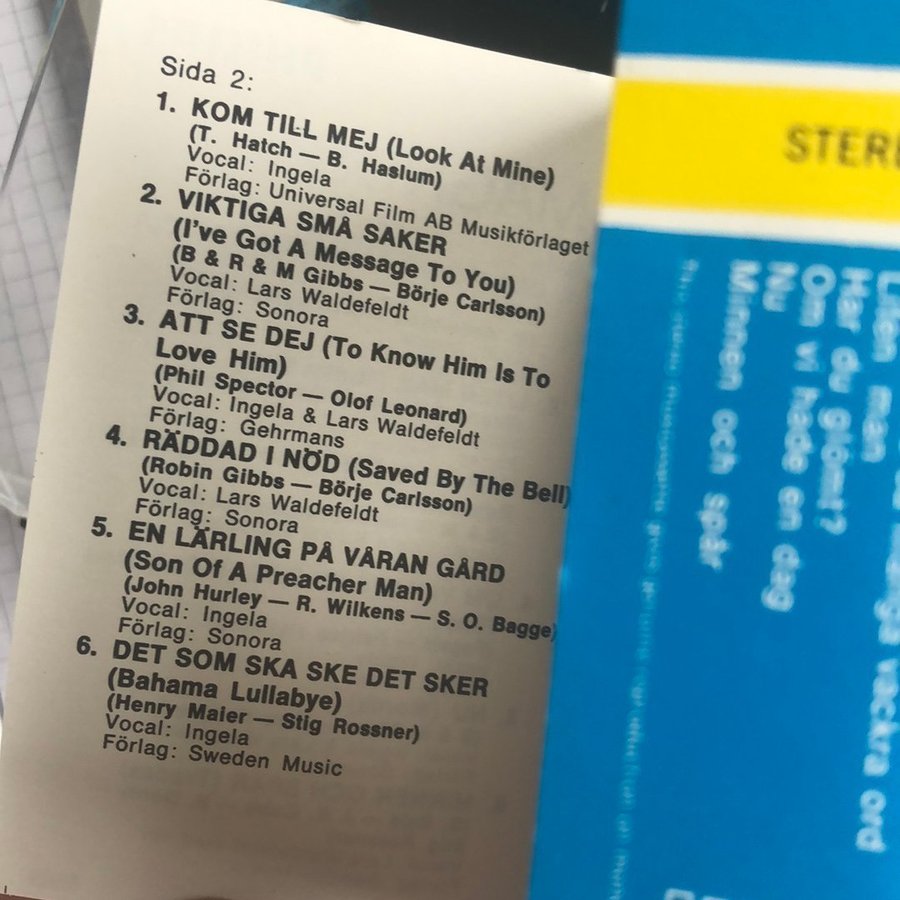 Sida 2:
1. KOM TILL MEJ (Look At Mine)
(T. Hatch — B. Haslum)
Vocal: Ingela
Förlag: Universal Film AB Musikförlaget
2. VIKTIGA SMÅ SAKER
(I've Got A Message To You)
(B & R & M Gibbs — Börje Carlsson)
Vocal: Lars Waldefeldt
Förlag: Sonora
3. ATT SE DEJ (To Know Him Is To
Love Him)
(Phil Spector — Olof Leonard)
Vocal: Ingela & Lars Waldefeldt
Förlag: Gehrmans
4. RÄDDAD I NÖD (Saved By The Bell)
(Robin Gibbs — Börje Carlsson)
Vocal: Lars Waldefeldt
Förlag: Sonora
5. EN LÄRLING PÅ VÅRAN GÅRD
(Son Of A Preacher Man)
(John Hurley — R. Wilkens — S. O. Bagge)
Vocal: Ingela
Förlag: Sonora
6. DET SOM SKA SKE DET SKER
(Bahama Lullabye)
(Henry Maier — Stig Rossner)
Vocal: Ingela
Förlag: Sweden Music
STERE
vackra ord
man
Har du glömt?
Om vi hade en dag
Nu
Minnen och spår